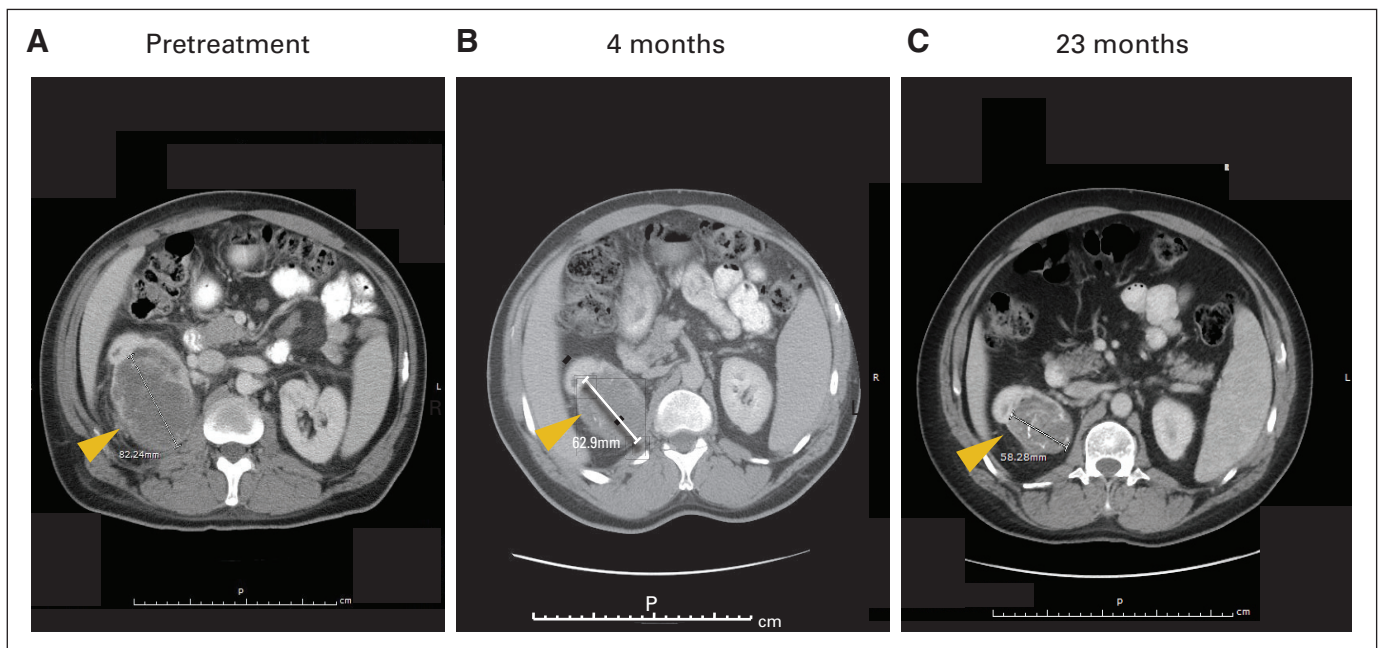 A Pretreatment
B 4 months
C 23 months
82.24mm
L
R
P
cm
62.9mm
R
L
P
cm
58.28mm
L
P
cm